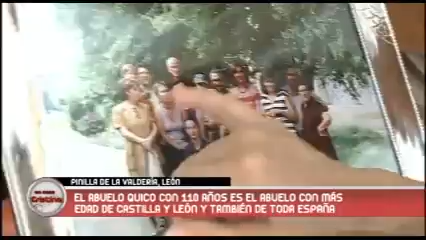 PINILLA DE LA VALDERÍA, LEÓN
EL ABUELO QUICO CON 110 AÑOS ES EL ABUELO CON MÁS
EDAD DE CASTILLA Y LEÓN Y TAMBIÉN DE TODA ESPAÑA
Cristina